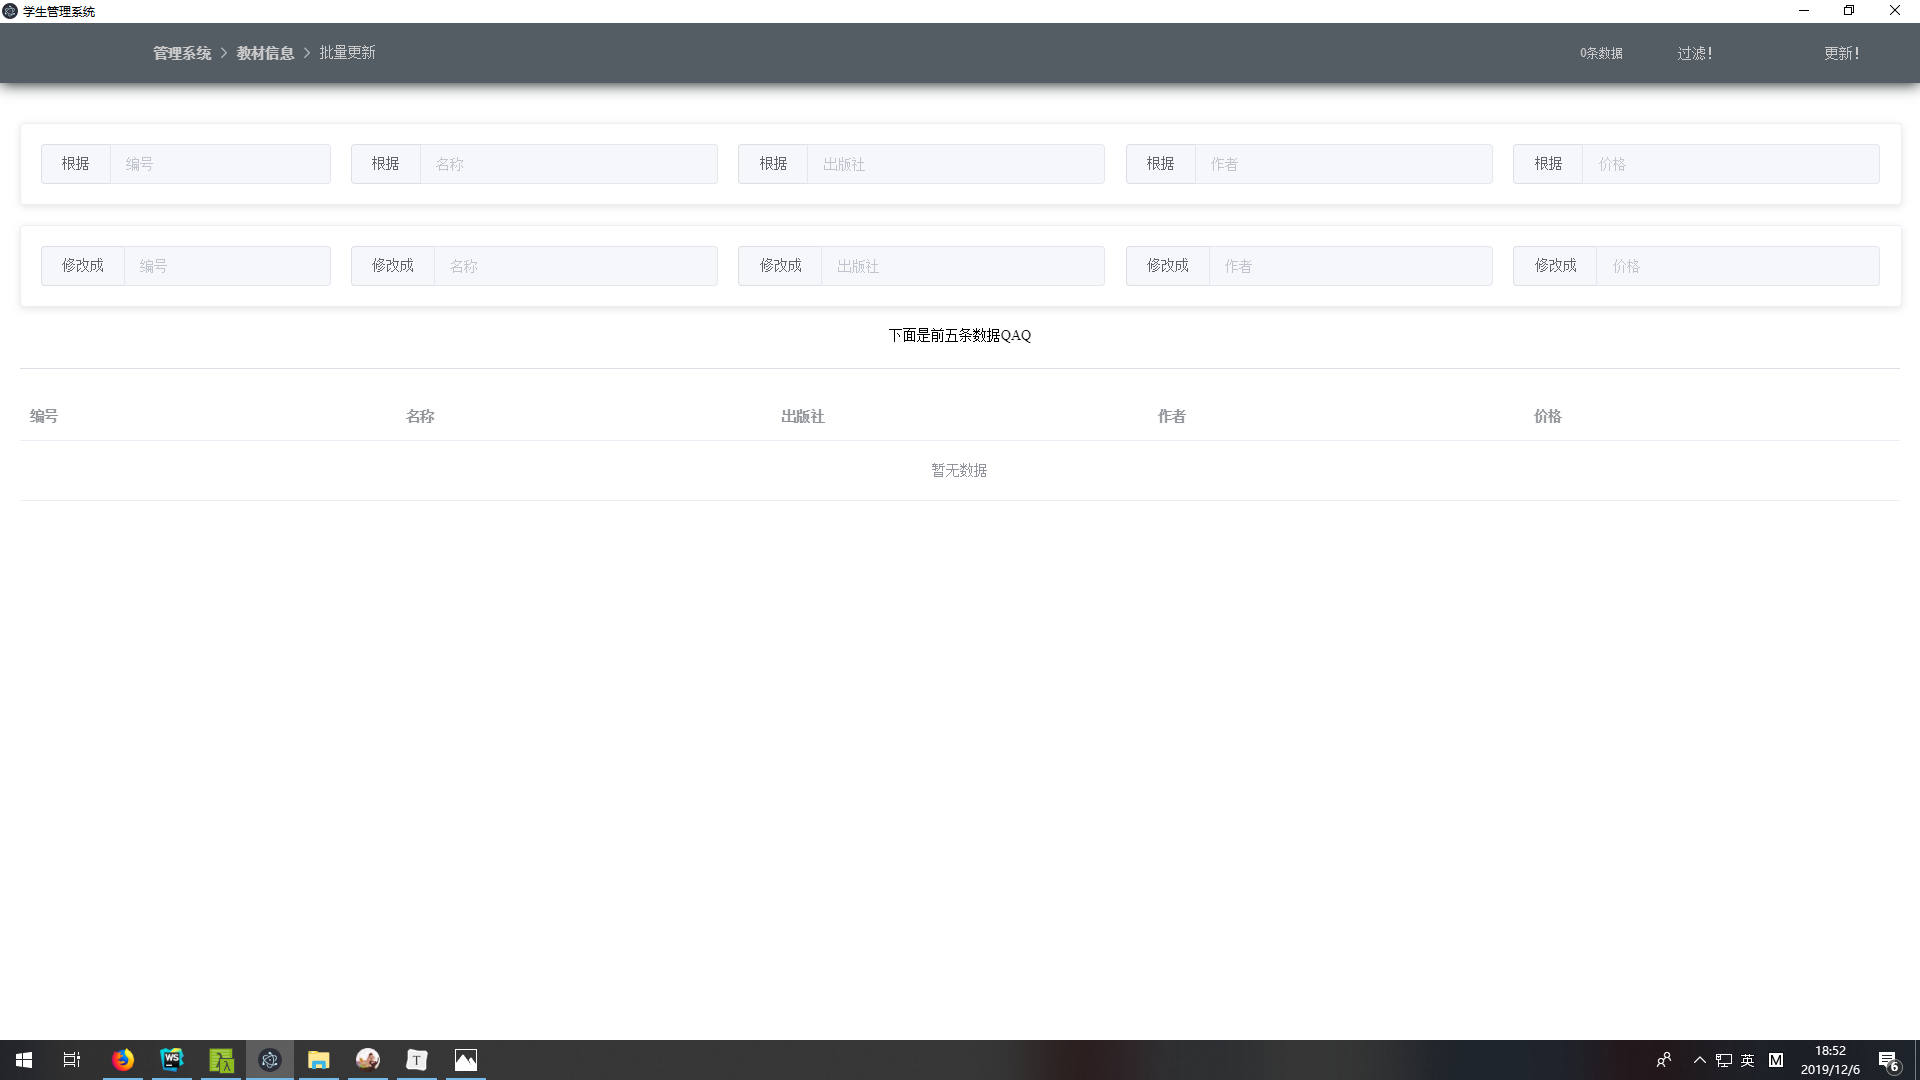 学生管理系统
管理系统 > 教材信息 > 批量更新 0条数据 过滤! 更新!
根据 编号 根据 名称 根据 出版社 根据 作者 根据 价格
修改成 编号 修改成 名称 修改成 出版社 修改成 作者 修改成 价格
下面是前五条数据QAQ
编号 名称 出版社 作者 价格
暂无数据
WS λ T 英 M 18:52
2019/12/6 6